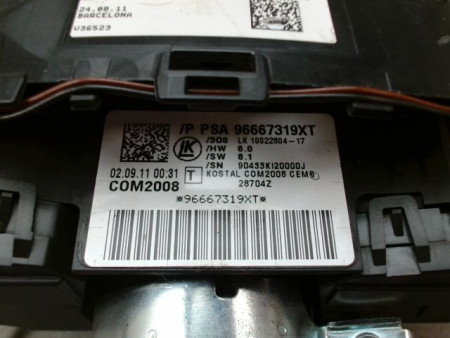 24.08.11
BARCELONA
V36523
/P PSA 96667319XT
/SOS LK 10022804-17
/HW 6.0
/SW 8.1
/SN 90433KI20000J
02.09.11 00:31 T KOSTAL COM2008 CEM®
COM2008 28704Z
*96667319XT*